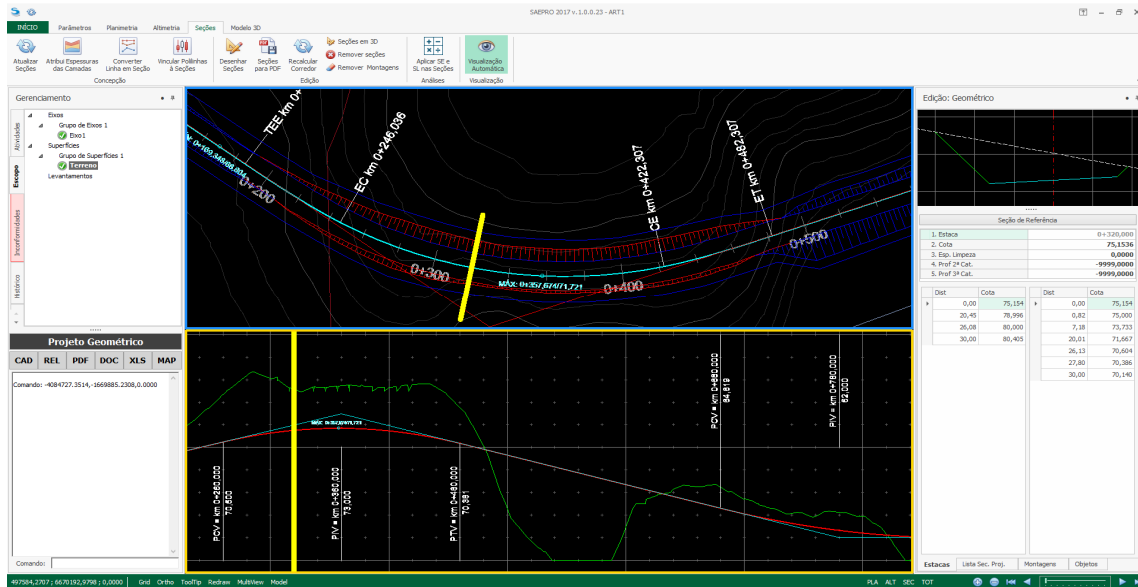 SAEPRO 2017 v.1.0.0.23 - ART1
INÍCIO Parâmetros Planimetria Altimetria Seções Modelo 3D
Atualizar Seções
Atribui Espessuras das Camadas
Converter Linha em Seção
Vincular Polilinhas à Seções
Concepção
Desenhar Seções
Seções para PDF
Recalcular Corredor
Seções em 3D
Remover seções
Remover Montagens
Edição
Aplicar SE e SL nas Seções
Análises
Visualização Automática
Visualização
Gerenciamento
Atividades
Escopo
Inconformidades
Histórico
Eixos
Grupo de Eixos 1
Eixo1
Superfícies
Grupo de Superfícies 1
Terreno
Levantamentos
Projeto Geométrico
CAD REL PDF DOC XLS MAP
Comando: -4084727.3514,-1669885.2308,0.0000
Comando:
TEE km 0+
EC km 0+246,036
CE km 0+422,307
ET km 0+482,307
0+200
0+300
0+400
0+500
MÁX: 0+357,674/71,721
PCV = km 0+260,000
70,600
PIV = km 0+360,000
73,000
PTV = km 0+460,000
70,381
PCV = km 0+680,000
64,619
PIV = km 0+780,000
62,000
Edição: Geométrico
Seção de Referência
1. Estaca 0+320,000
2. Cota 75,1536
3. Esp. Limpeza 0,0000
4. Prof 2ª Cat. -9999,0000
5. Prof 3ª Cat. -9999,0000
Dist Cota
0,00 75,154
20,45 78,996
26,08 80,000
30,00 80,405
Dist Cota
0,00 75,154
0,82 75,000
7,18 73,733
20,01 71,667
26,13 70,604
27,80 70,386
30,00 70,140
Estacas Lista Sec. Proj. Montagens Objetos
497584,2707 ; 6670192,9798 ; 0,0000 Grid Ortho ToolTip Redraw MultiView Model PLA ALT SEC TOT